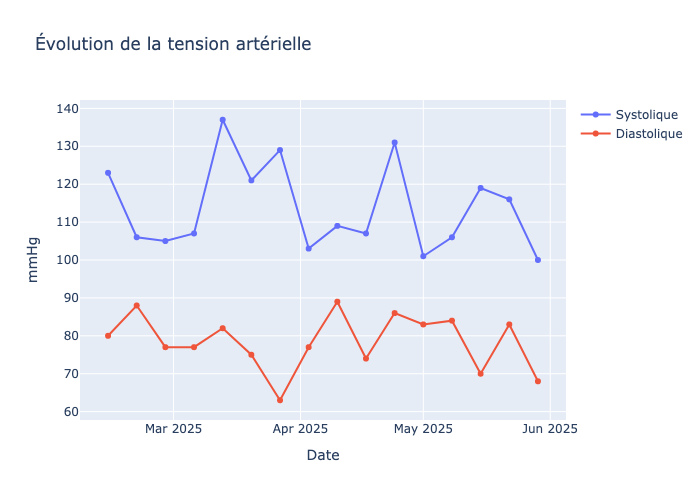 Évolution de la tension artérielle
Systolique
Diastolique
140
130
120
110
100
90
80
70
60
mmHg
Mar 2025
Apr 2025
May 2025
Jun 2025
Date